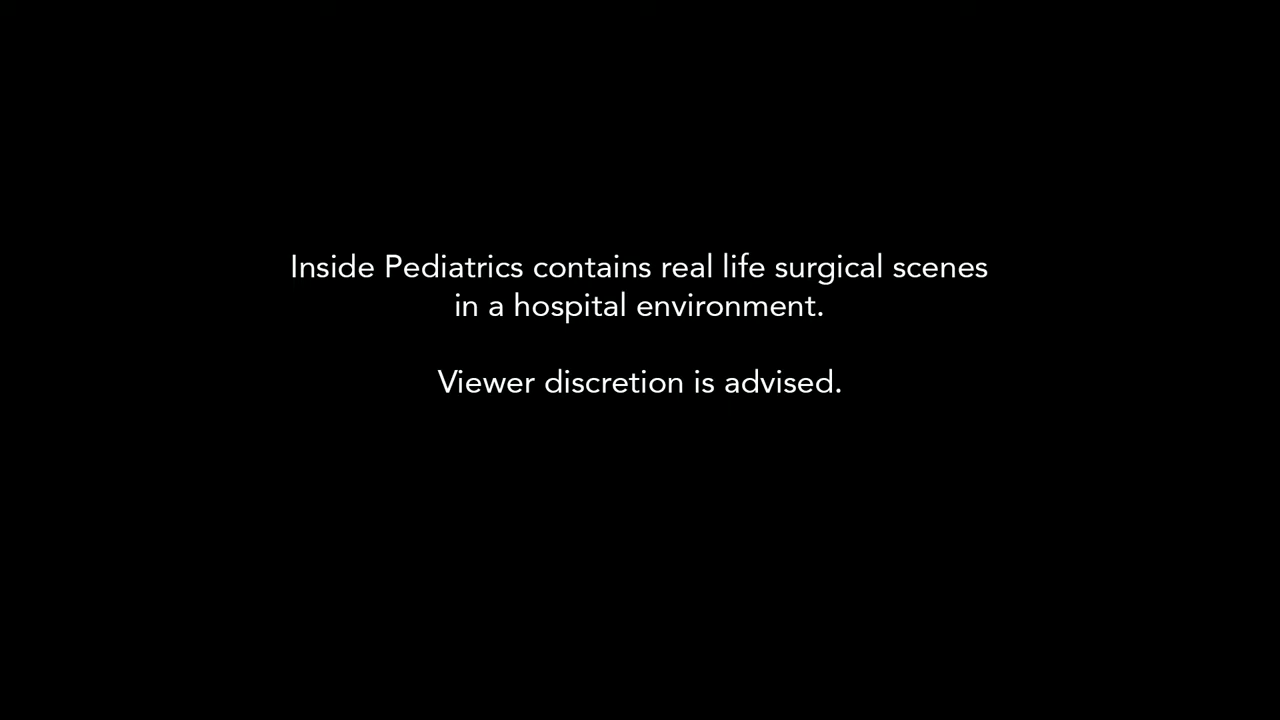 Inside Pediatrics contains real life surgical scenes
in a hospital environment.
Viewer discretion is advised.